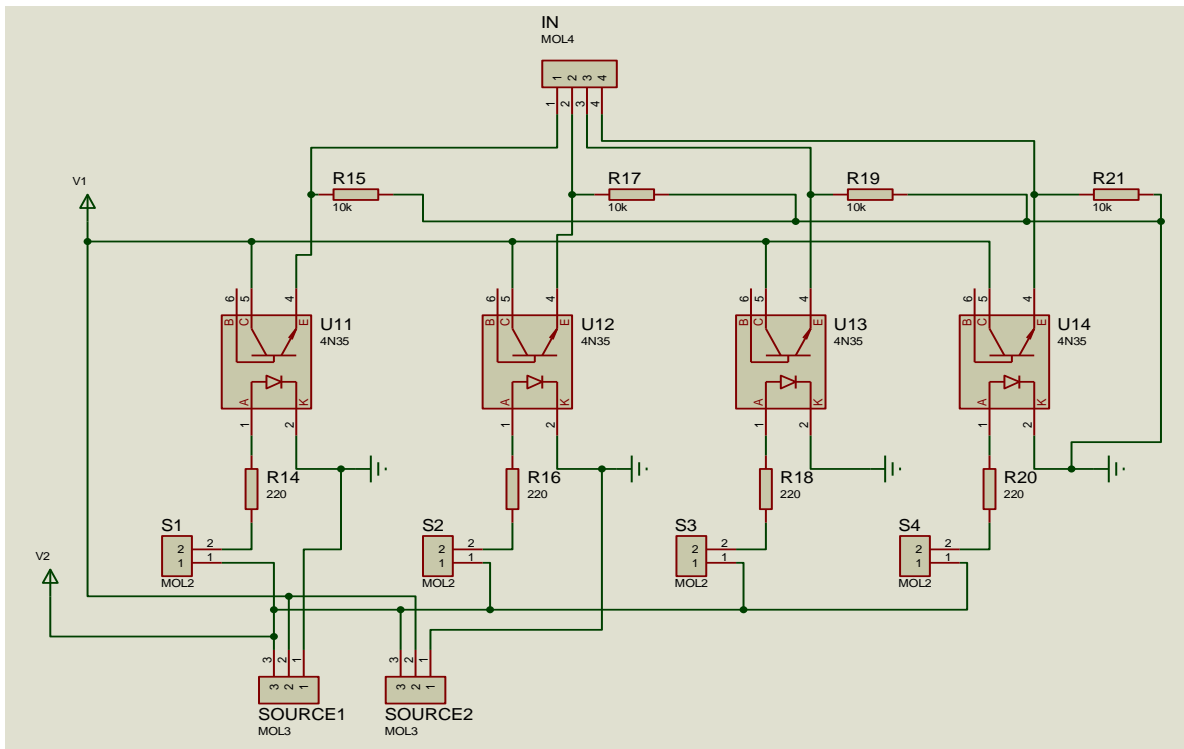 IN
MOL4
1 2 3 4
1 2 3 4
V1
R15
10k
R17
10k
R19
10k
R21
10k
6 5 4
B C E
U11
4N35
A K
1 2
6 5 4
B C E
U12
4N35
A K
1 2
6 5 4
B C E
U13
4N35
A K
1 2
6 5 4
B C E
U14
4N35
A K
1 2
R14
220
R16
220
R18
220
R20
220
S1
2 2
1 1
MOL2
S2
2 2
1 1
MOL2
S3
2 2
1 1
MOL2
S4
2 2
1 1
MOL2
V2
3 2 1
3 2 1
SOURCE1
MOL3
3 2 1
3 2 1
SOURCE2
MOL3